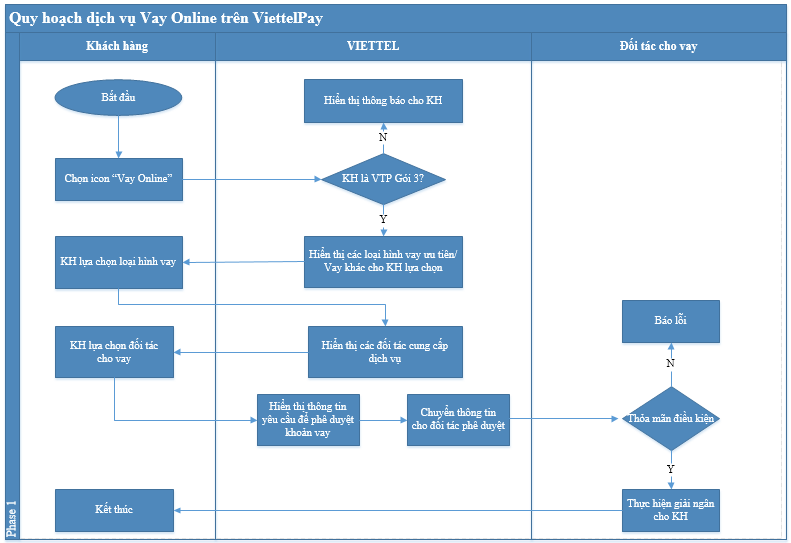 Quy hoạch dịch vụ Vay Online trên ViettelPay
Khách hàng
VIETTEL
Đối tác cho vay
Bắt đầu
Hiển thị thông báo cho KH
N
Chọn icon “Vay Online”
KH là VTP Gói 3?
Y
KH lựa chọn loại hình vay
Hiển thị các loại hình vay ưu tiên/
Vay khác cho KH lựa chọn
Báo lỗi
KH lựa chọn đối tác
cho vay
Hiển thị các đối tác cung cấp
dịch vụ
N
Hiển thị thông tin
yêu cầu để phê duyệt
khoản vay
Chuyển thông tin
cho đối tác phê duyệt
Thỏa mãn điều kiện
Y
Kết thúc
Thực hiện giải ngân
cho KH
Phase 1